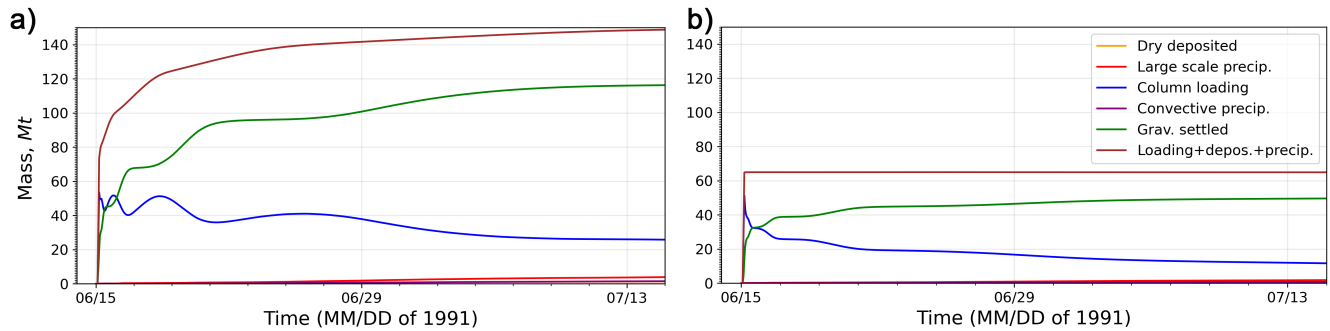 a)
Mass, Mt
140
120
100
80
60
40
20
0
06/15
06/29
07/13
Time (MM/DD of 1991)
b)
140
120
100
80
60
40
20
0
06/15
06/29
07/13
Time (MM/DD of 1991)
Dry deposited
Large scale precip.
Column loading
Convective precip.
Grav. settled
Loading+depos.+precip.